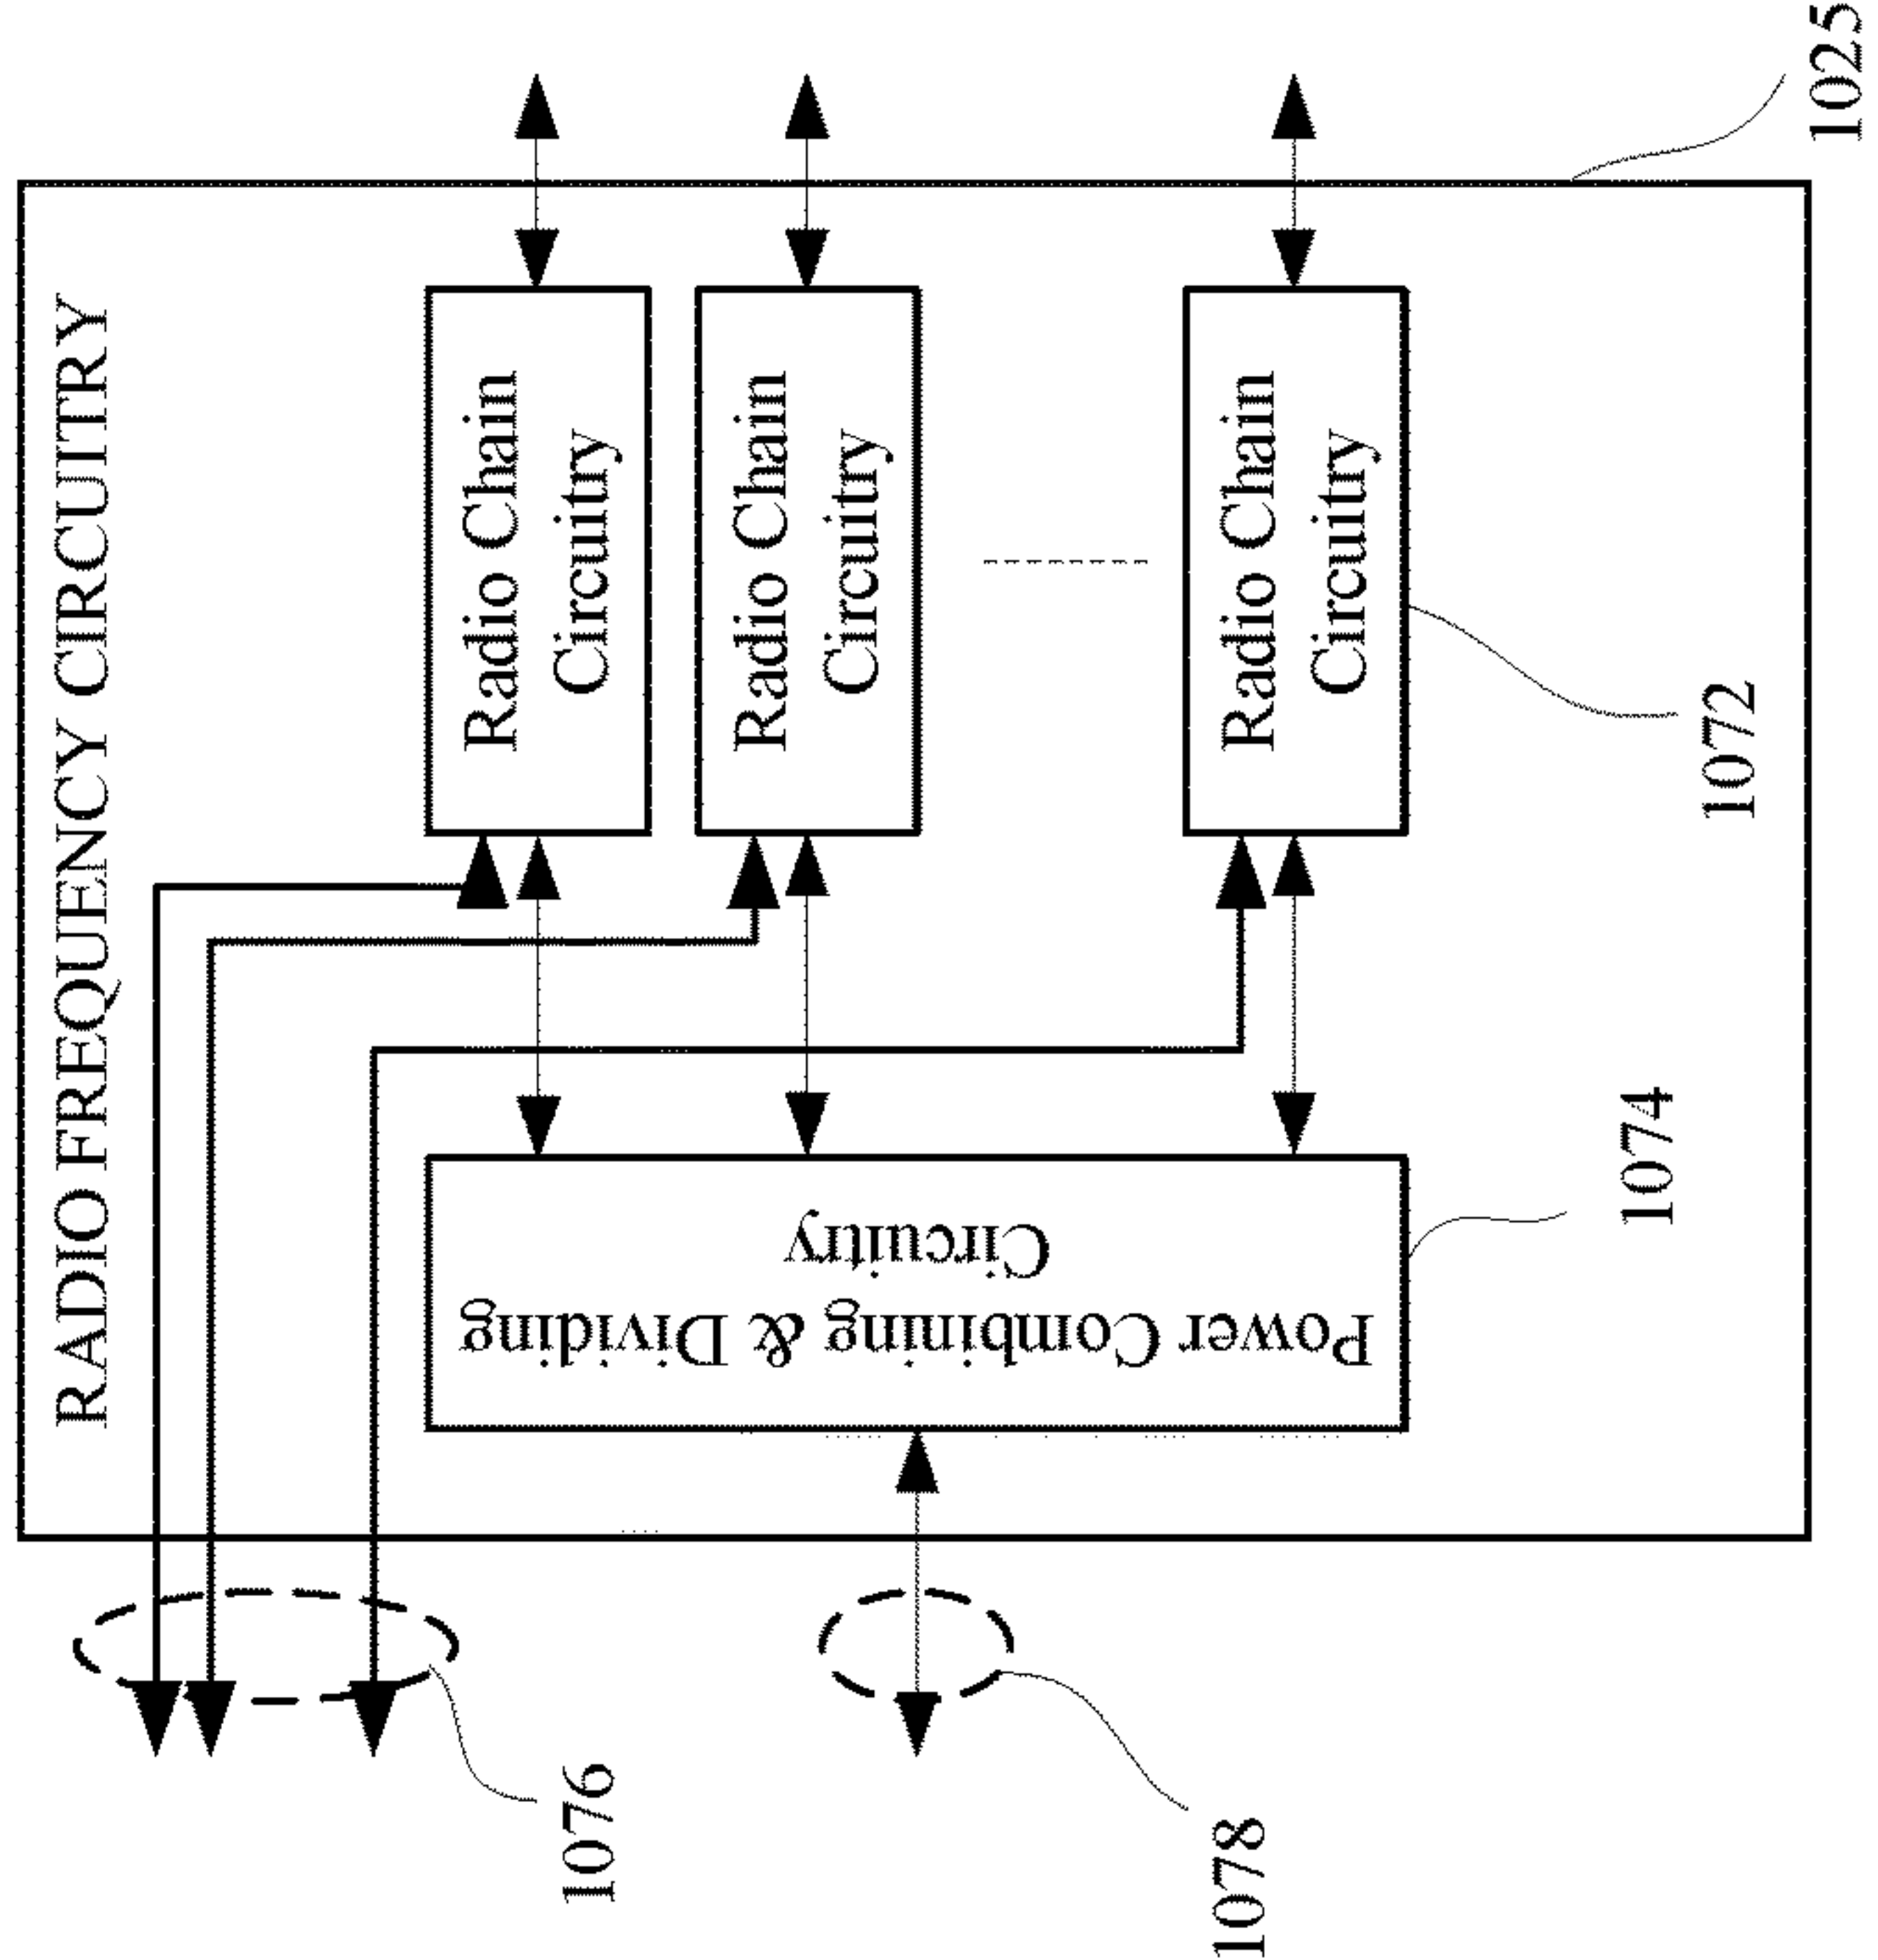 RADIO FREQUENCY CIRCUITRY
Radio Chain
Circuitry
Radio Chain
Circuitry
Radio Chain
Circuitry
Power Combining & Dividing
Circuitry
1025
1072
1074
1076
1078